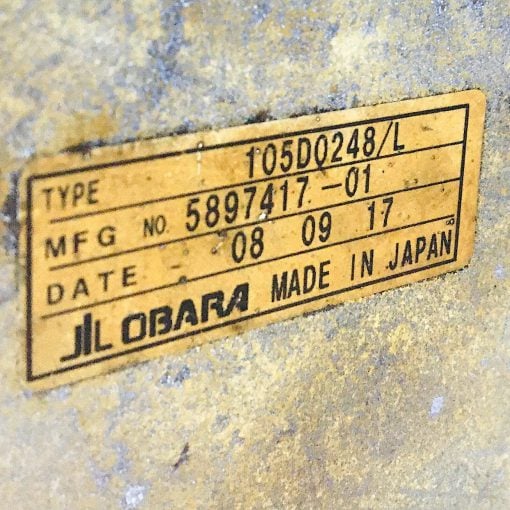 TYPE 105D0248/L
MFG NO. 5897417-01
DATE 08 09 17
OBARA MADE IN JAPAN